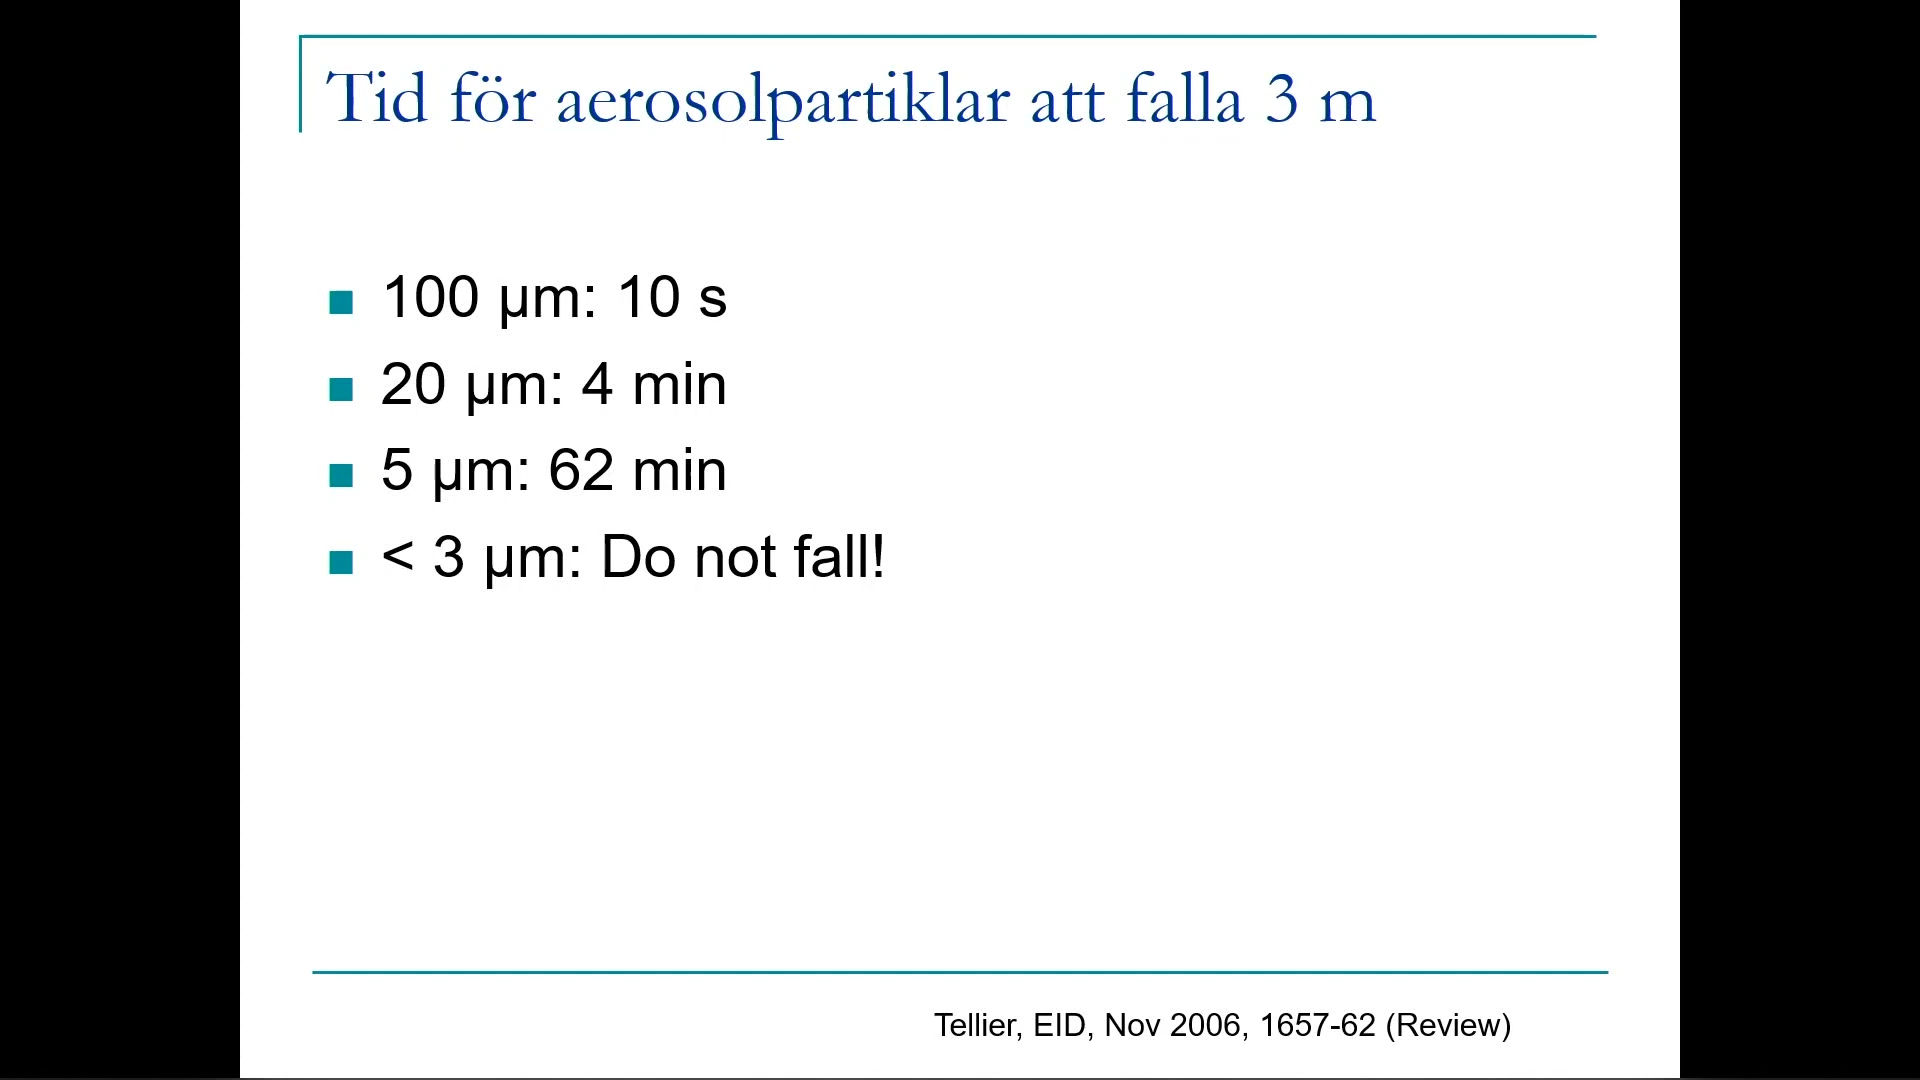 Tid för aerosolpartiklar att falla 3 m
100 µm: 10 s
20 µm: 4 min
5 µm: 62 min
< 3 µm: Do not fall!
Tellier, EID, Nov 2006, 1657-62 (Review)